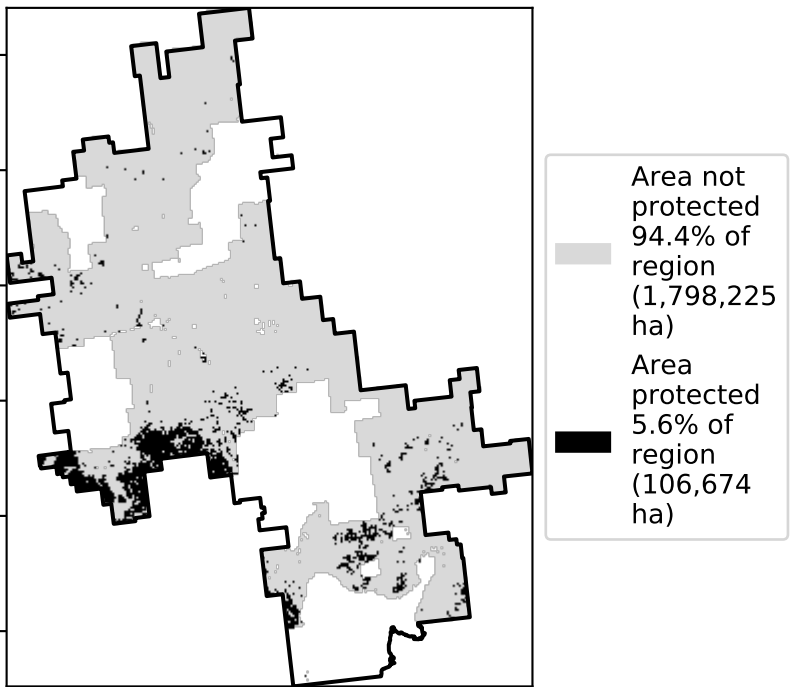 Area not
protected
94.4% of
region
(1,798,225
ha)
Area
protected
5.6% of
region
(106,674
ha)